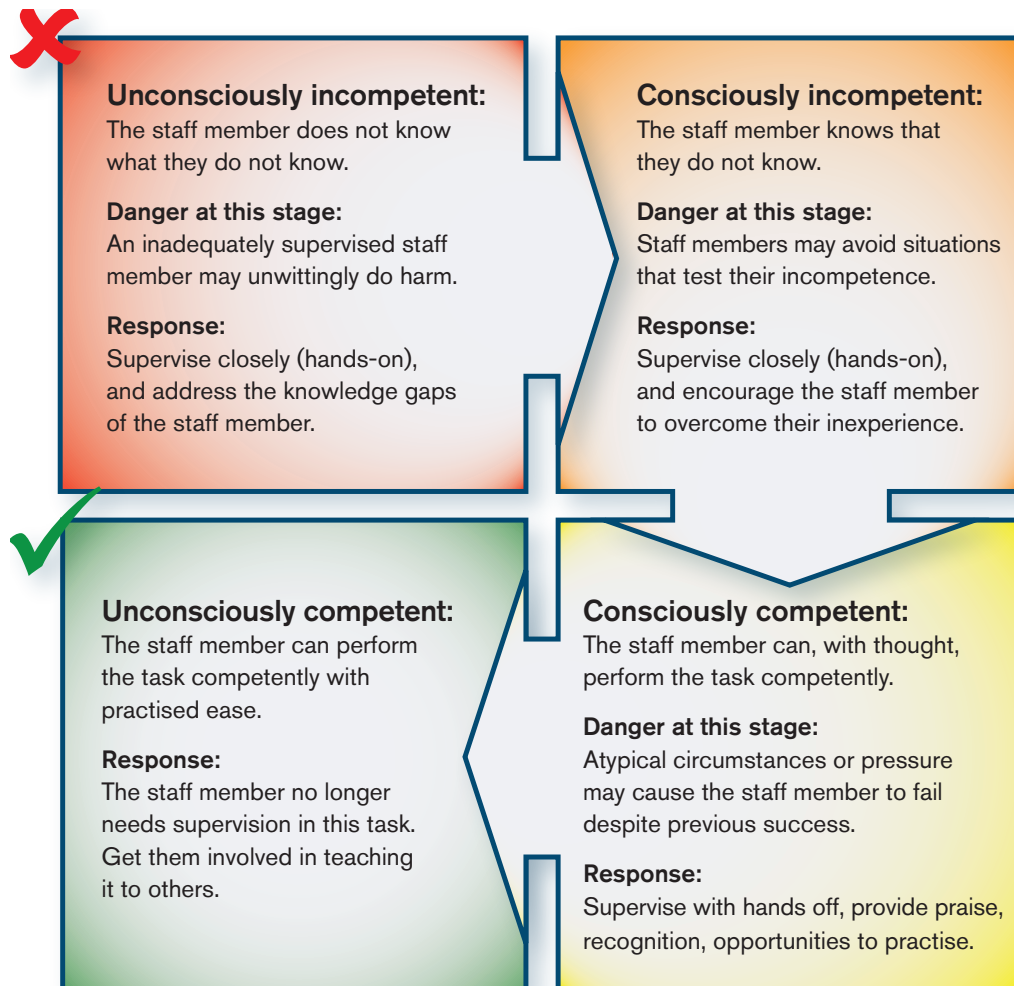 Unconsciously incompetent:
The staff member does not know
what they do not know.
Danger at this stage:
An inadequately supervised staff
member may unwittingly do harm.
Response:
Supervise closely (hands-on),
and address the knowledge gaps
of the staff member.
Consciously incompetent:
The staff member knows that
they do not know.
Danger at this stage:
Staff members may avoid situations
that test their incompetence.
Response:
Supervise closely (hands-on),
and encourage the staff member
to overcome their inexperience.
Consciously competent:
The staff member can, with thought,
perform the task competently.
Danger at this stage:
Atypical circumstances or pressure
may cause the staff member to fail
despite previous success.
Response:
Supervise with hands off, provide praise,
recognition, opportunities to practise.
Unconsciously competent:
The staff member can perform
the task competently with
practised ease.
Response:
The staff member no longer
needs supervision in this task.
Get them involved in teaching
it to others.